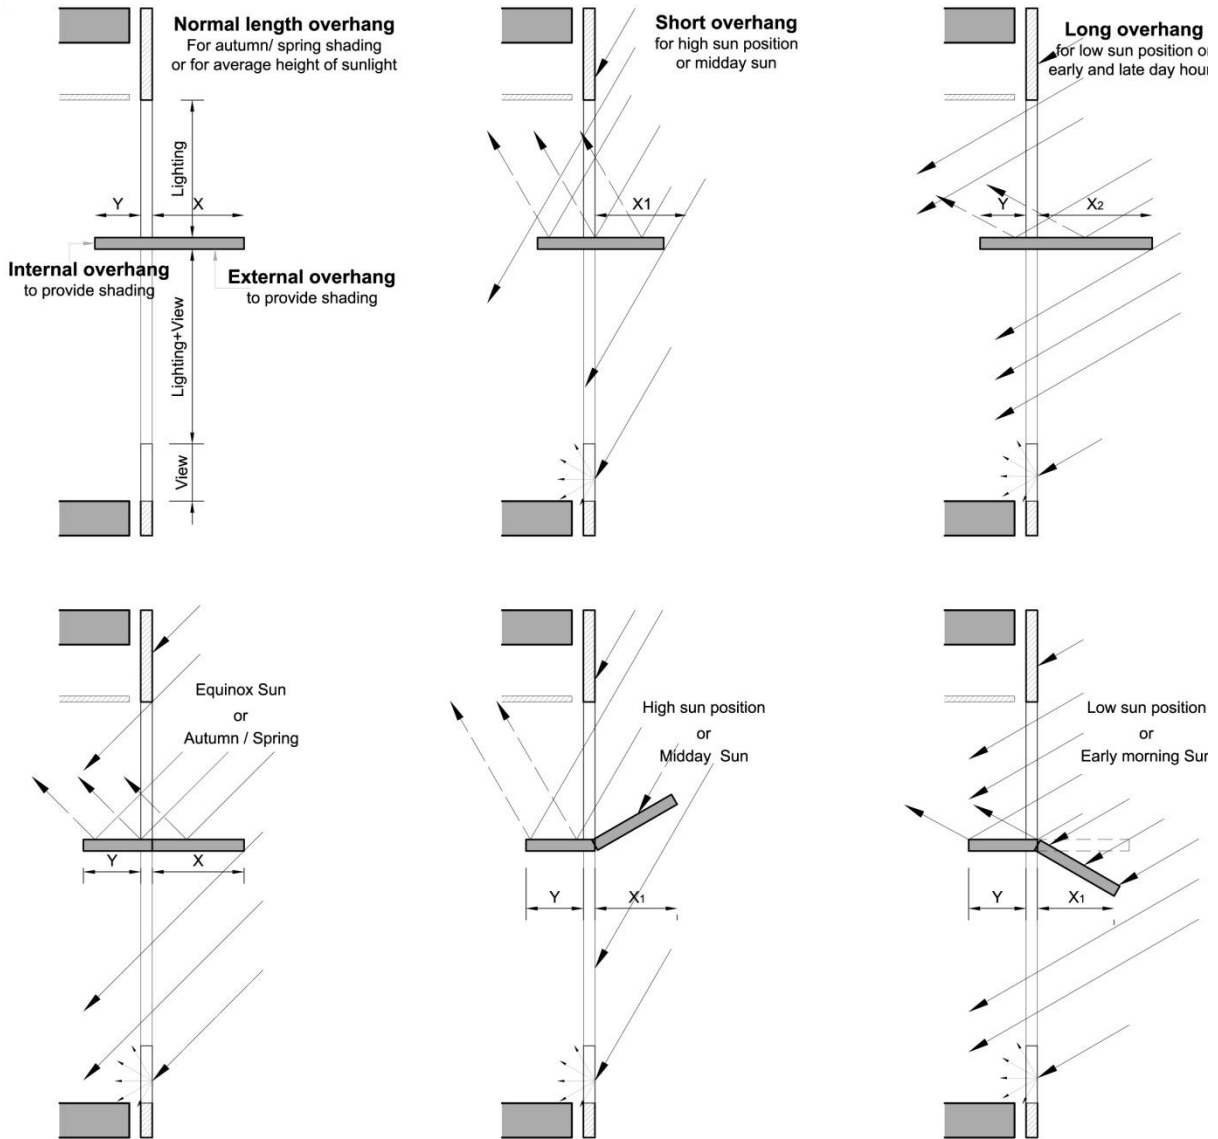 Normal length overhang
For autumn/ spring shading
or for average height of sunlight
Lighting
Y
X
Internal overhang
to provide shading
External overhang
to provide shading
Lighting+View
View
Short overhang
for high sun position
or midday sun
X1
Long overhang
for low sun position or
early and late day hour
Y
X2
Equinox Sun
or
Autumn / Spring
Y
X
High sun position
or
Midday Sun
Y
X1
Low sun position
or
Early morning Sun
Y
X1